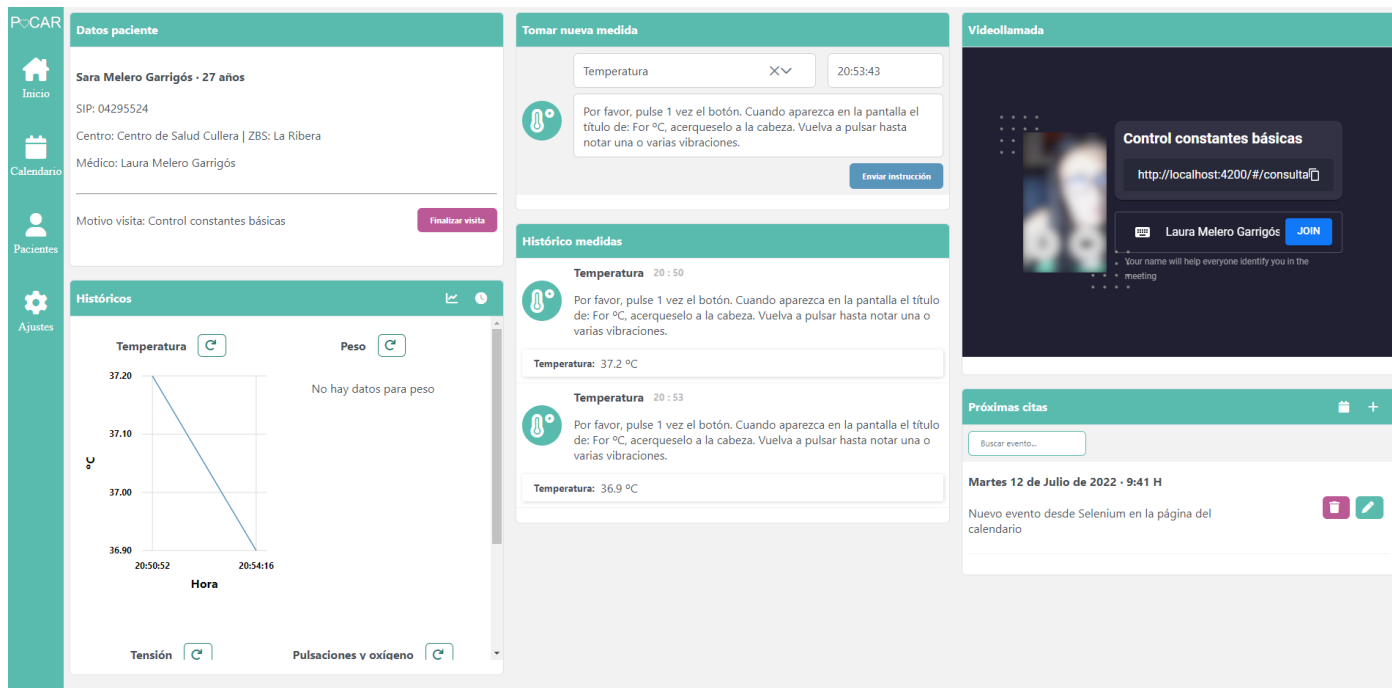 P♡CAR
Inicio
Calendario
Pacientes
Ajustes
Datos paciente
Sara Melero Garrigós · 27 años
SIP: 04295524
Centro: Centro de Salud Cullera | ZBS: La Ribera
Médico: Laura Melero Garrigós
Motivo visita: Control constantes básicas
Finalizar visita
Históricos
Temperatura
Peso
No hay datos para peso
37.20
37.10
37.00
36.90
ºC
20:50:52 20:54:16
Hora
Tensión
Pulsaciones y oxígeno
Tomar nueva medida
Temperatura
20:53:43
Por favor, pulse 1 vez el botón. Cuando aparezca en la pantalla el
título de: For ºC, acerqueselo a la cabeza. Vuelva a pulsar hasta
notar una o varias vibraciones.
Enviar instrucción
Histórico medidas
Temperatura 20 : 50
Por favor, pulse 1 vez el botón. Cuando aparezca en la pantalla el título
de: For ºC, acerqueselo a la cabeza. Vuelva a pulsar hasta notar una o
varias vibraciones.
Temperatura: 37.2 ºC
Temperatura 20 : 53
Por favor, pulse 1 vez el botón. Cuando aparezca en la pantalla el título
de: For ºC, acerqueselo a la cabeza. Vuelva a pulsar hasta notar una o
varias vibraciones.
Temperatura: 36.9 ºC
Videollamada
Control constantes básicas
http://localhost:4200/#/consulta
Laura Melero Garrigós
JOIN
Your name will help everyone identify you in the
meeting
Próximas citas
Buscar evento...
Martes 12 de Julio de 2022 · 9:41 H
Nuevo evento desde Selenium en la página del
calendario